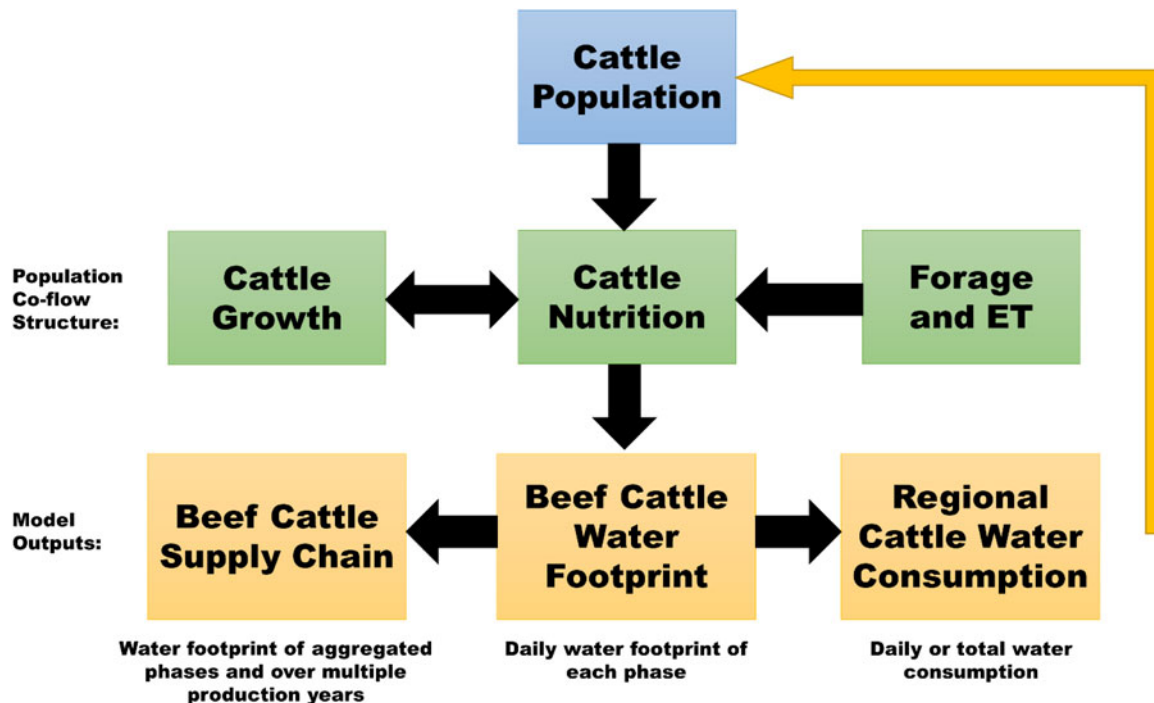 Cattle
Population
Population
Co-flow
Structure:
Cattle
Growth
Cattle
Nutrition
Forage
and ET
Model
Outputs:
Beef Cattle
Supply Chain
Beef Cattle
Water
Footprint
Regional
Cattle Water
Consumption
Water footprint of aggregated
phases and over multiple
production years
Daily water footprint of
each phase
Daily or total water
consumption